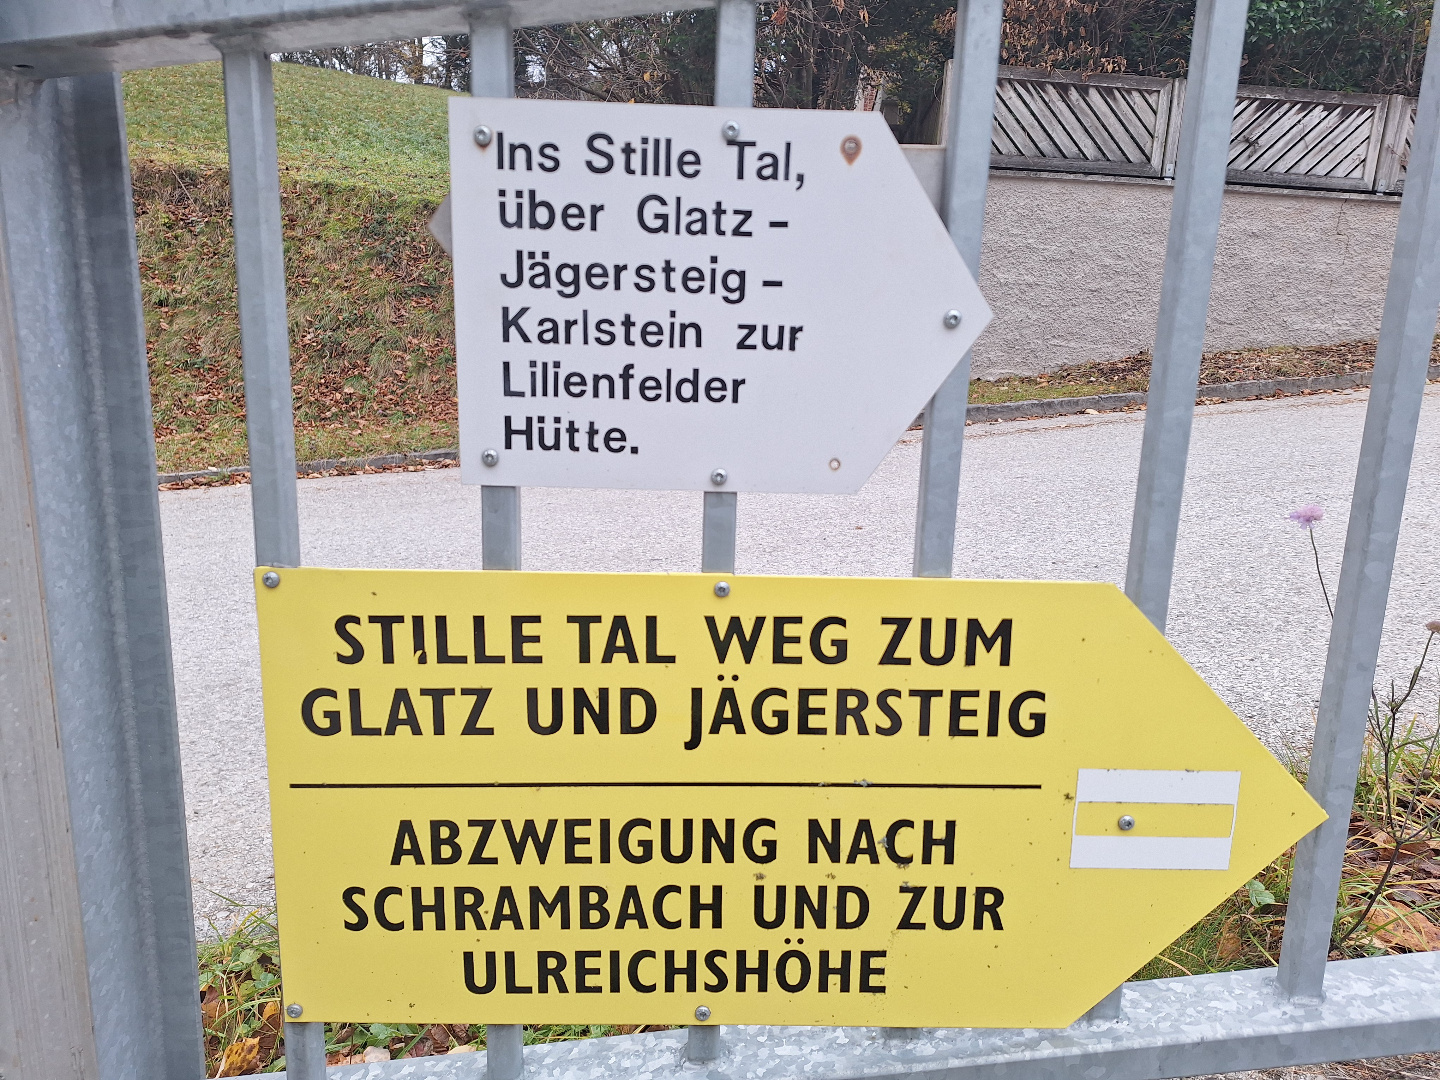 Ins Stille Tal,
über Glatz -
Jägersteig -
Karlstein zur
Lilienfelder
Hütte.
STILLE TAL WEG ZUM
GLATZ UND JÄGERSTEIG
ABZWEIGUNG NACH
SCHRAMBACH UND ZUR
ULREICHSHÖHE